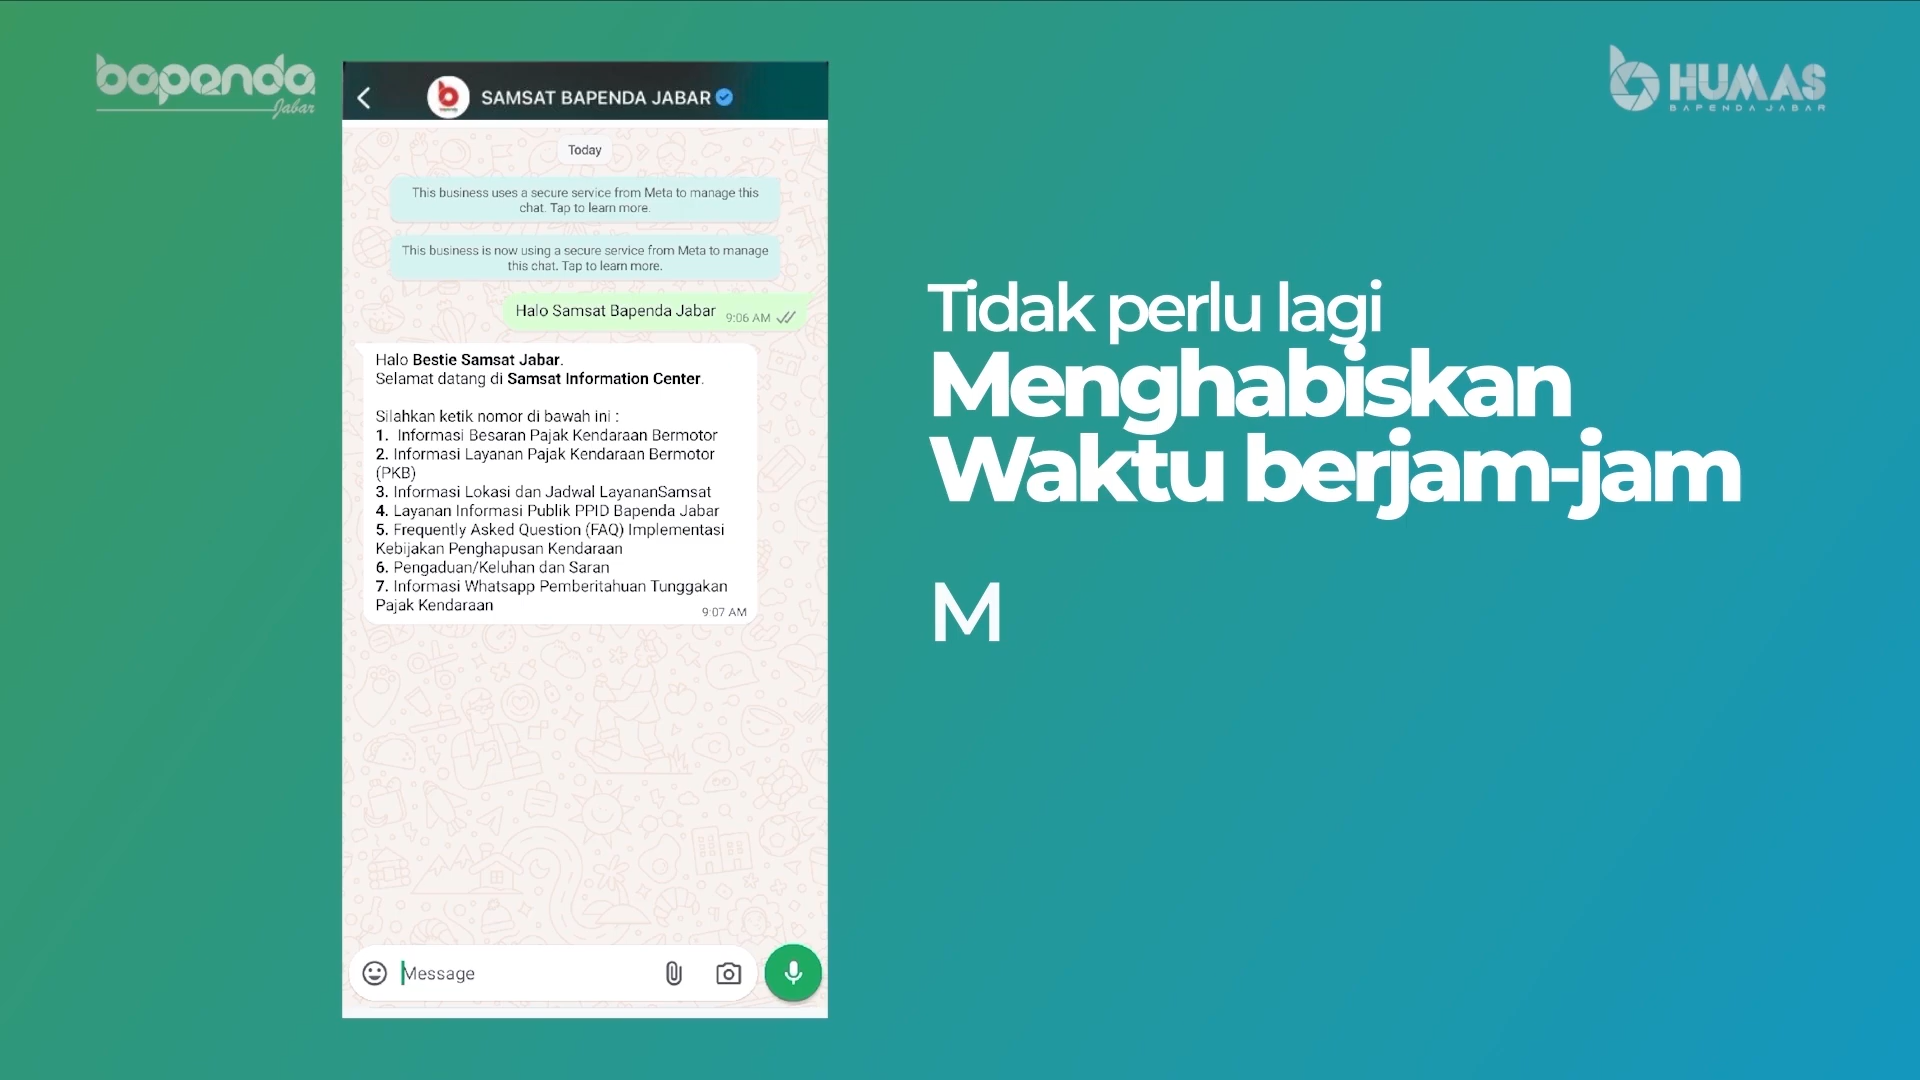 bapenda
Jabar
SAMSAT BAPENDA JABAR
HUMAS
BAPENDA JABAR
Today
This business uses a secure service from Meta to manage this
chat. Tap to learn more.
This business is now using a secure service from Meta to manage
this chat. Tap to learn more.
Halo Samsat Bapenda Jabar 9:06 AM
Halo Bestie Samsat Jabar.
Selamat datang di Samsat Information Center.
Silahkan ketik nomor di bawah ini :
1. Informasi Besaran Pajak Kendaraan Bermotor
2. Informasi Layanan Pajak Kendaraan Bermotor
(PKB)
3. Informasi Lokasi dan Jadwal LayananSamsat
4. Layanan Informasi Publik PPID Bapenda Jabar
5. Frequently Asked Question (FAQ) Implementasi
Kebijakan Penghapusan Kendaraan
6. Pengaduan/Keluhan dan Saran
7. Informasi Whatsapp Pemberitahuan Tunggakan
Pajak Kendaraan
9:07 AM
Message
Tidak perlu lagi
Menghabiskan
Waktu berjam-jam
M